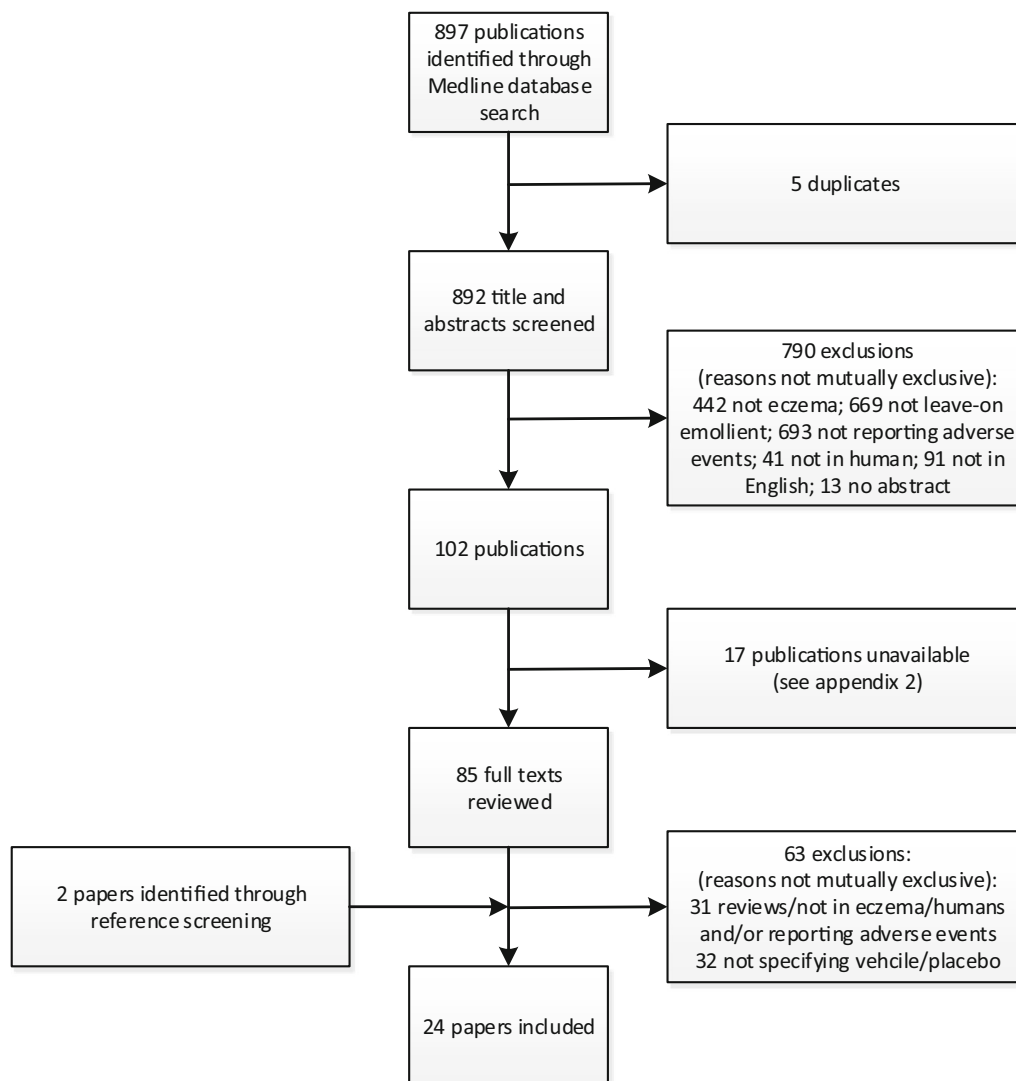 897 publications
identified through
Medline database
search
5 duplicates
892 title and
abstracts screened
790 exclusions
(reasons not mutually exclusive):
442 not eczema; 669 not leave-on
emollient; 693 not reporting adverse
events; 41 not in human; 91 not in
English; 13 no abstract
102 publications
17 publications unavailable
(see appendix 2)
85 full texts
reviewed
2 papers identified through
reference screening
63 exclusions:
(reasons not mutually exclusive):
31 reviews/not in eczema/humans
and/or reporting adverse events
32 not specifying vehcile/placebo
24 papers included